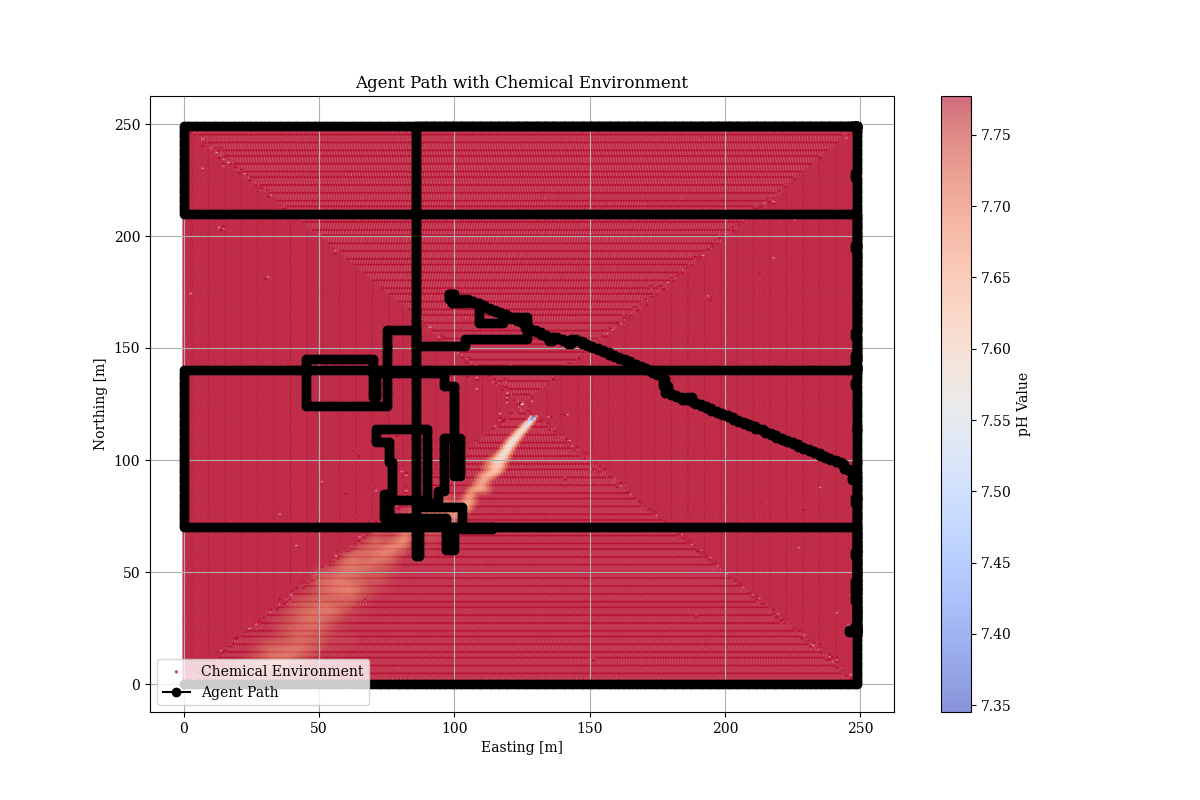 Agent Path with Chemical Environment
250
200
150
100
50
0
Northing [m]
0 50 100 150 200 250
Easting [m]
Chemical Environment
Agent Path
7.75
7.70
7.65
7.60
7.55
7.50
7.45
7.40
7.35
pH Value